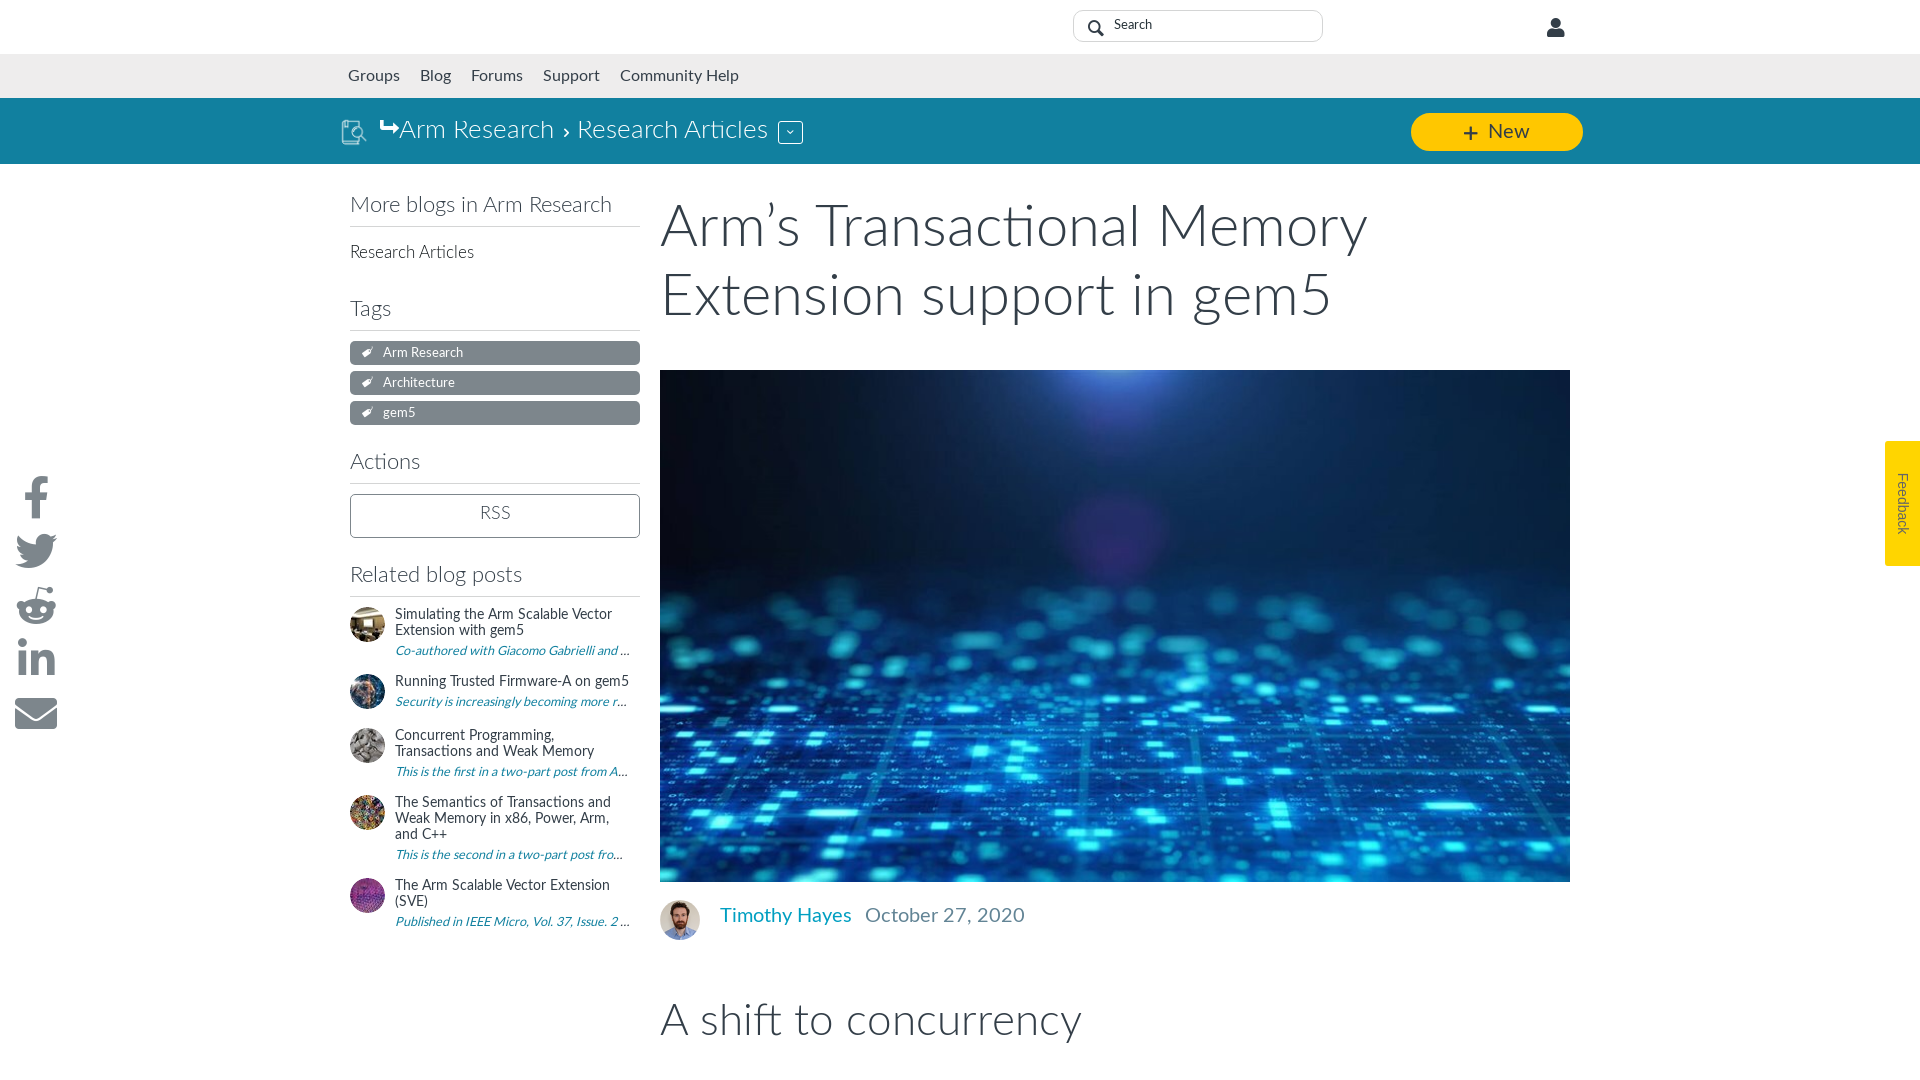 Search
Groups Blog Forums Support Community Help
Arm Research › Research Articles
New
More blogs in Arm Research
Research Articles
Tags
Arm Research
Architecture
gem5
Actions
RSS
Related blog posts
Simulating the Arm Scalable Vector
Extension with gem5
Co-authored with Giacomo Gabrielli and ...
Running Trusted Firmware-A on gem5
Security is increasingly becoming more r...
Concurrent Programming,
Transactions and Weak Memory
This is the first in a two-part post from A...
The Semantics of Transactions and
Weak Memory in x86, Power, Arm,
and C++
This is the second in a two-part post fro...
The Arm Scalable Vector Extension
(SVE)
Published in IEEE Micro, Vol. 37, Issue. 2 ...
Arm’s Transactional Memory
Extension support in gem5
Timothy Hayes October 27, 2020
A shift to concurrency
Feedback